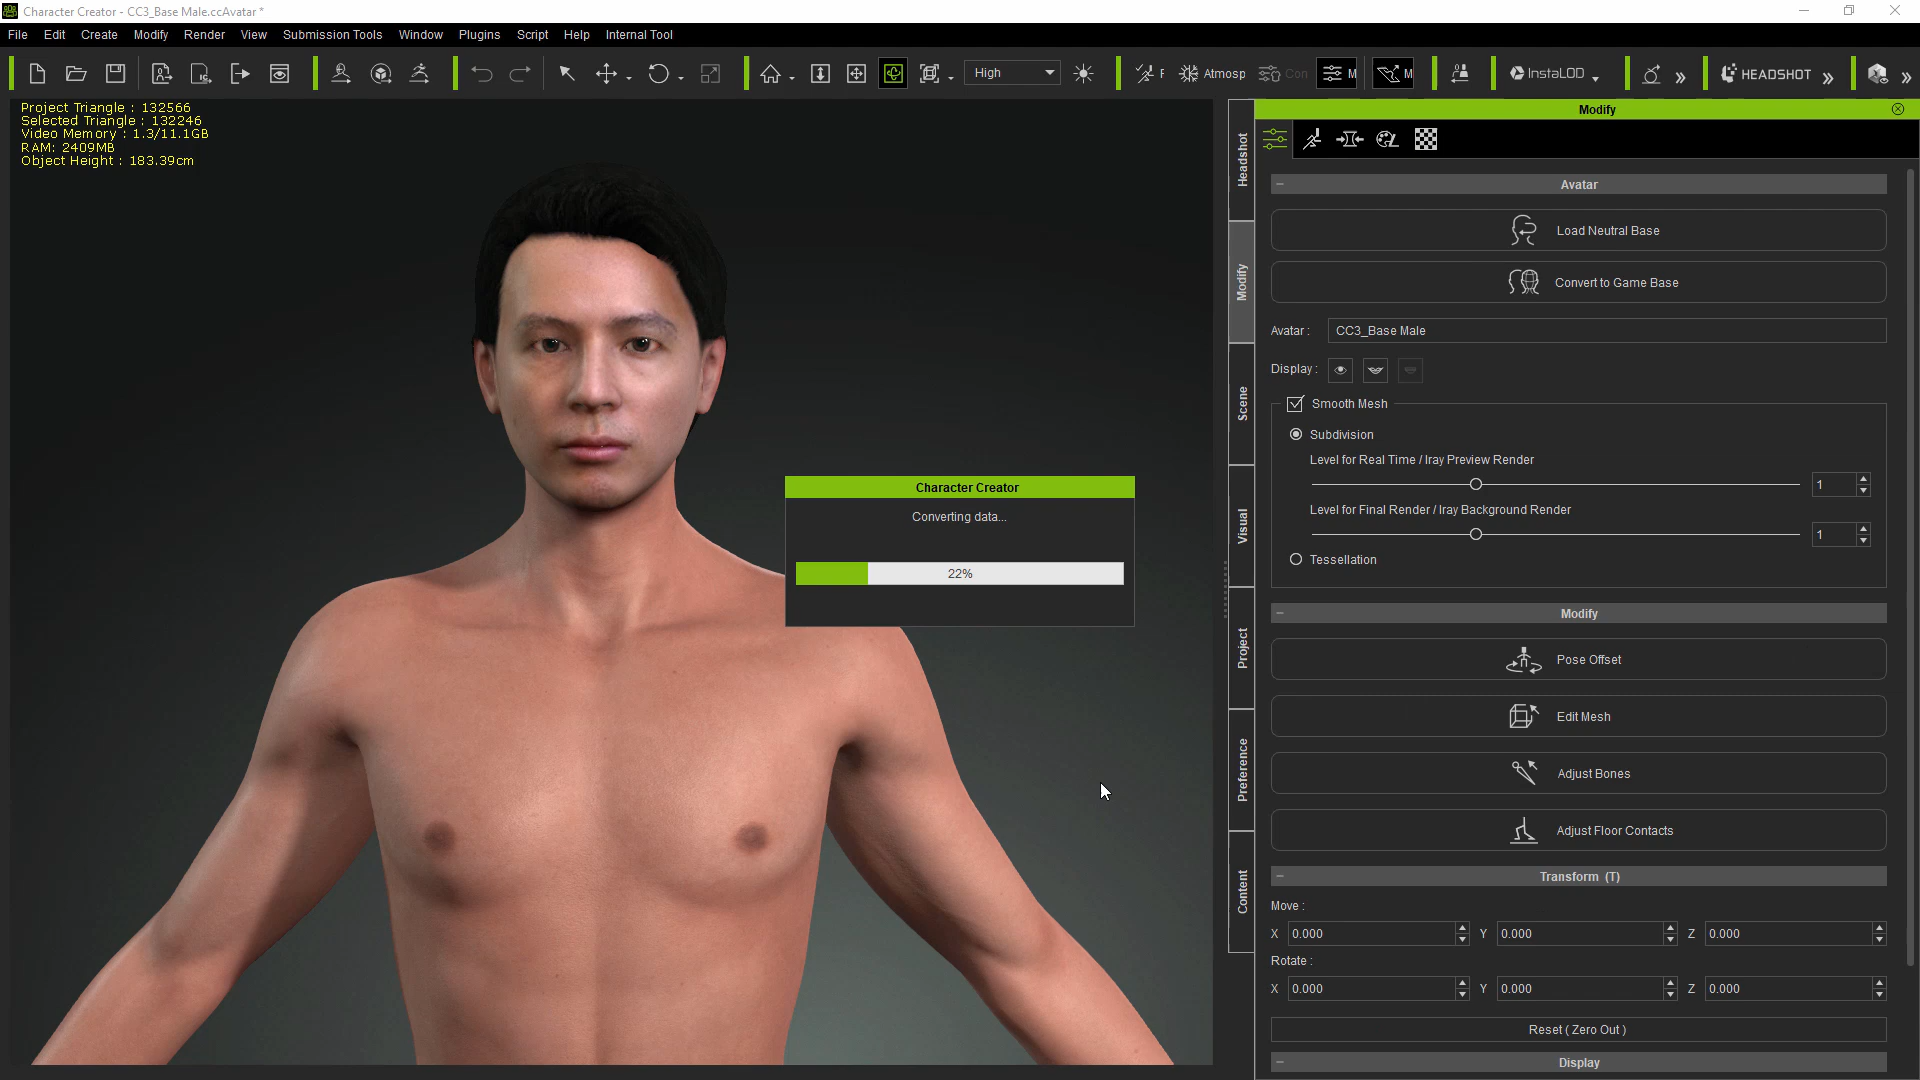 Character Creator - CC3_Base Male.ccAvatar *
File Edit Create Modify Render View Submission Tools Window Plugins Script Help Internal Tool
High F Atmosp Con M M InstaLOD HEADSHOT
Project Triangle : 132566
Selected Triangle : 132246
Video Memory : 1.3/11.1GB
RAM: 2409MB
Object Height : 183.39cm
Character Creator
Converting data...
22%
Headshot
Modify
Scene
Visual
Project
Preference
Content
Modify
Avatar
Load Neutral Base
Convert to Game Base
Avatar : CC3_Base Male
Display :
Smooth Mesh
Subdivision
Level for Real Time / Iray Preview Render
1
Level for Final Render / Iray Background Render
1
Tessellation
Modify
Pose Offset
Edit Mesh
Adjust Bones
Adjust Floor Contacts
Transform (T)
Move :
X 0.000 Y 0.000 Z 0.000
Rotate :
X 0.000 Y 0.000 Z 0.000
Reset ( Zero Out )
Display